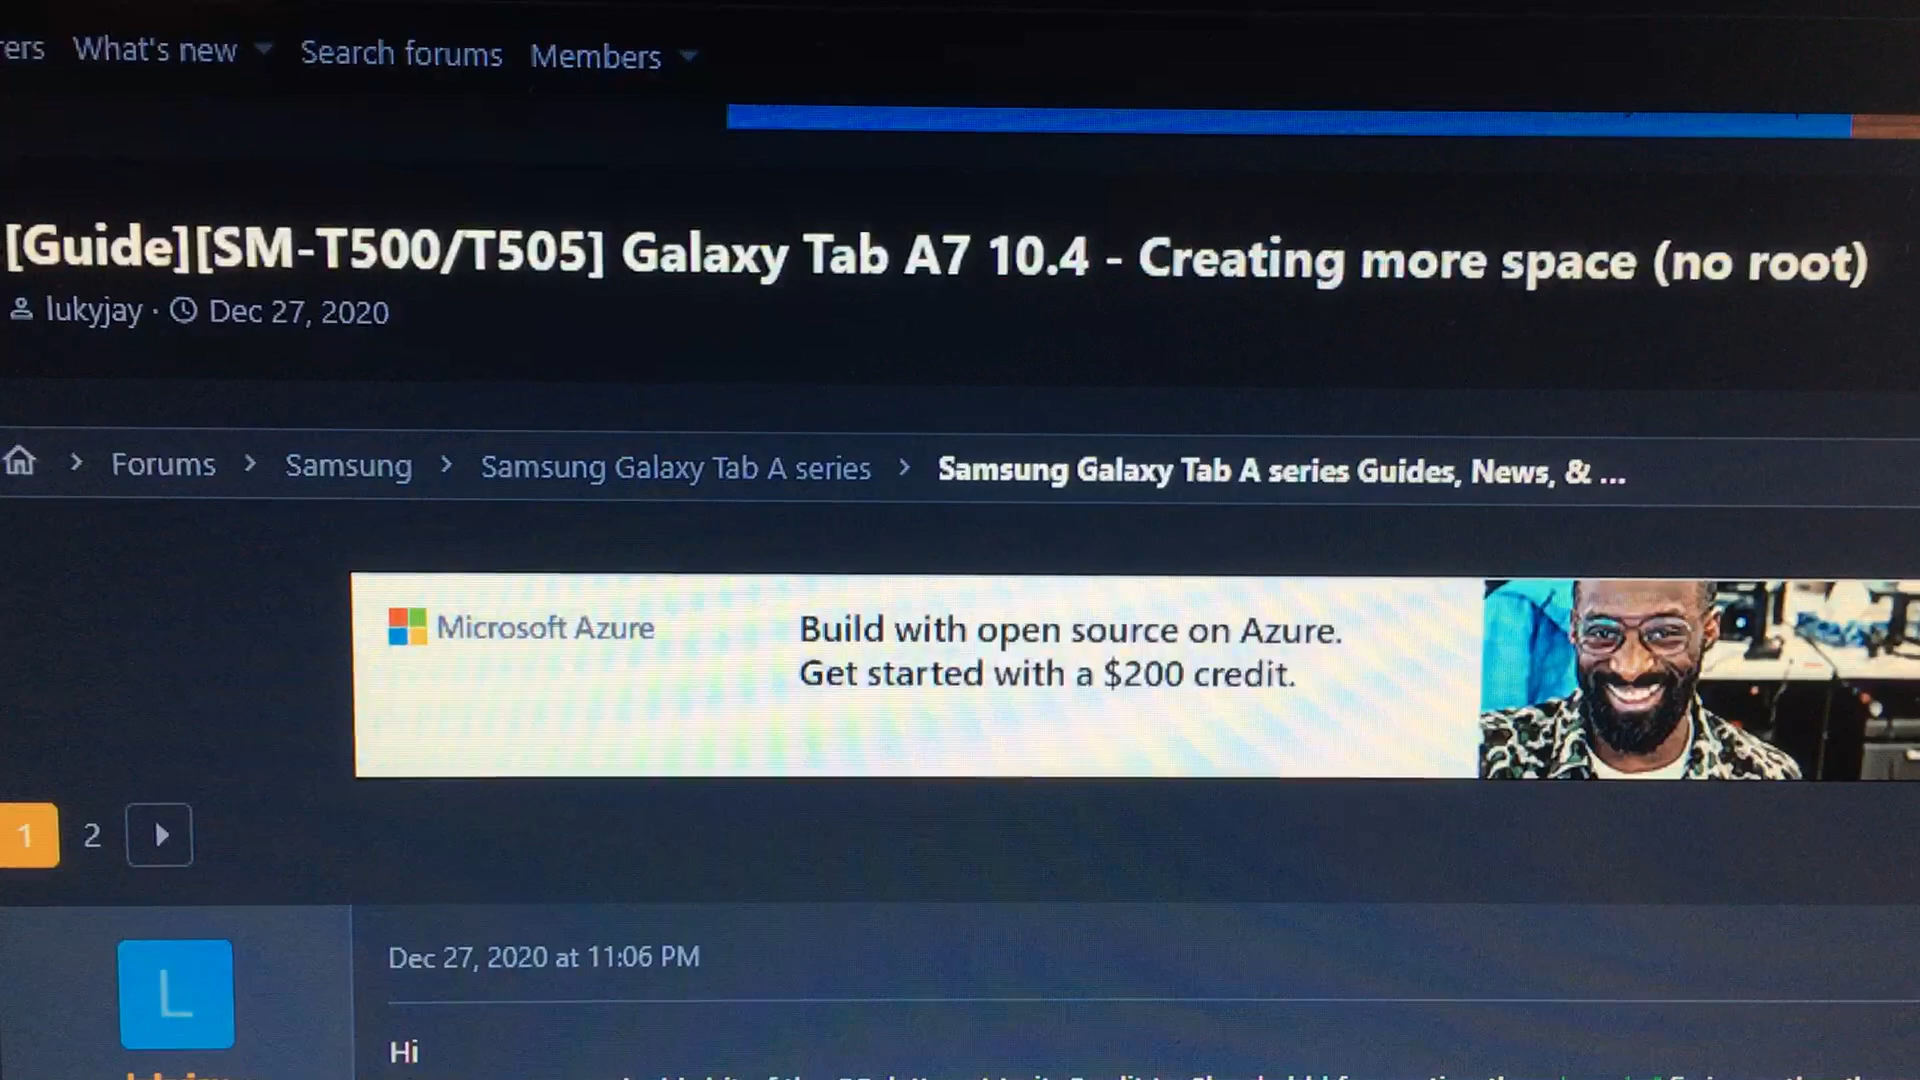 What's new
Search forums
Members
[Guide][SM-T500/T505] Galaxy Tab A7 10.4 - Creating more space (no root)
lukyjay · Dec 27, 2020
Forums > Samsung > Samsung Galaxy Tab A series > Samsung Galaxy Tab A series Guides, News, & ...
Microsoft Azure
Build with open source on Azure.
Get started with a $200 credit.
1 2
L
Dec 27, 2020 at 11:06 PM
Hi